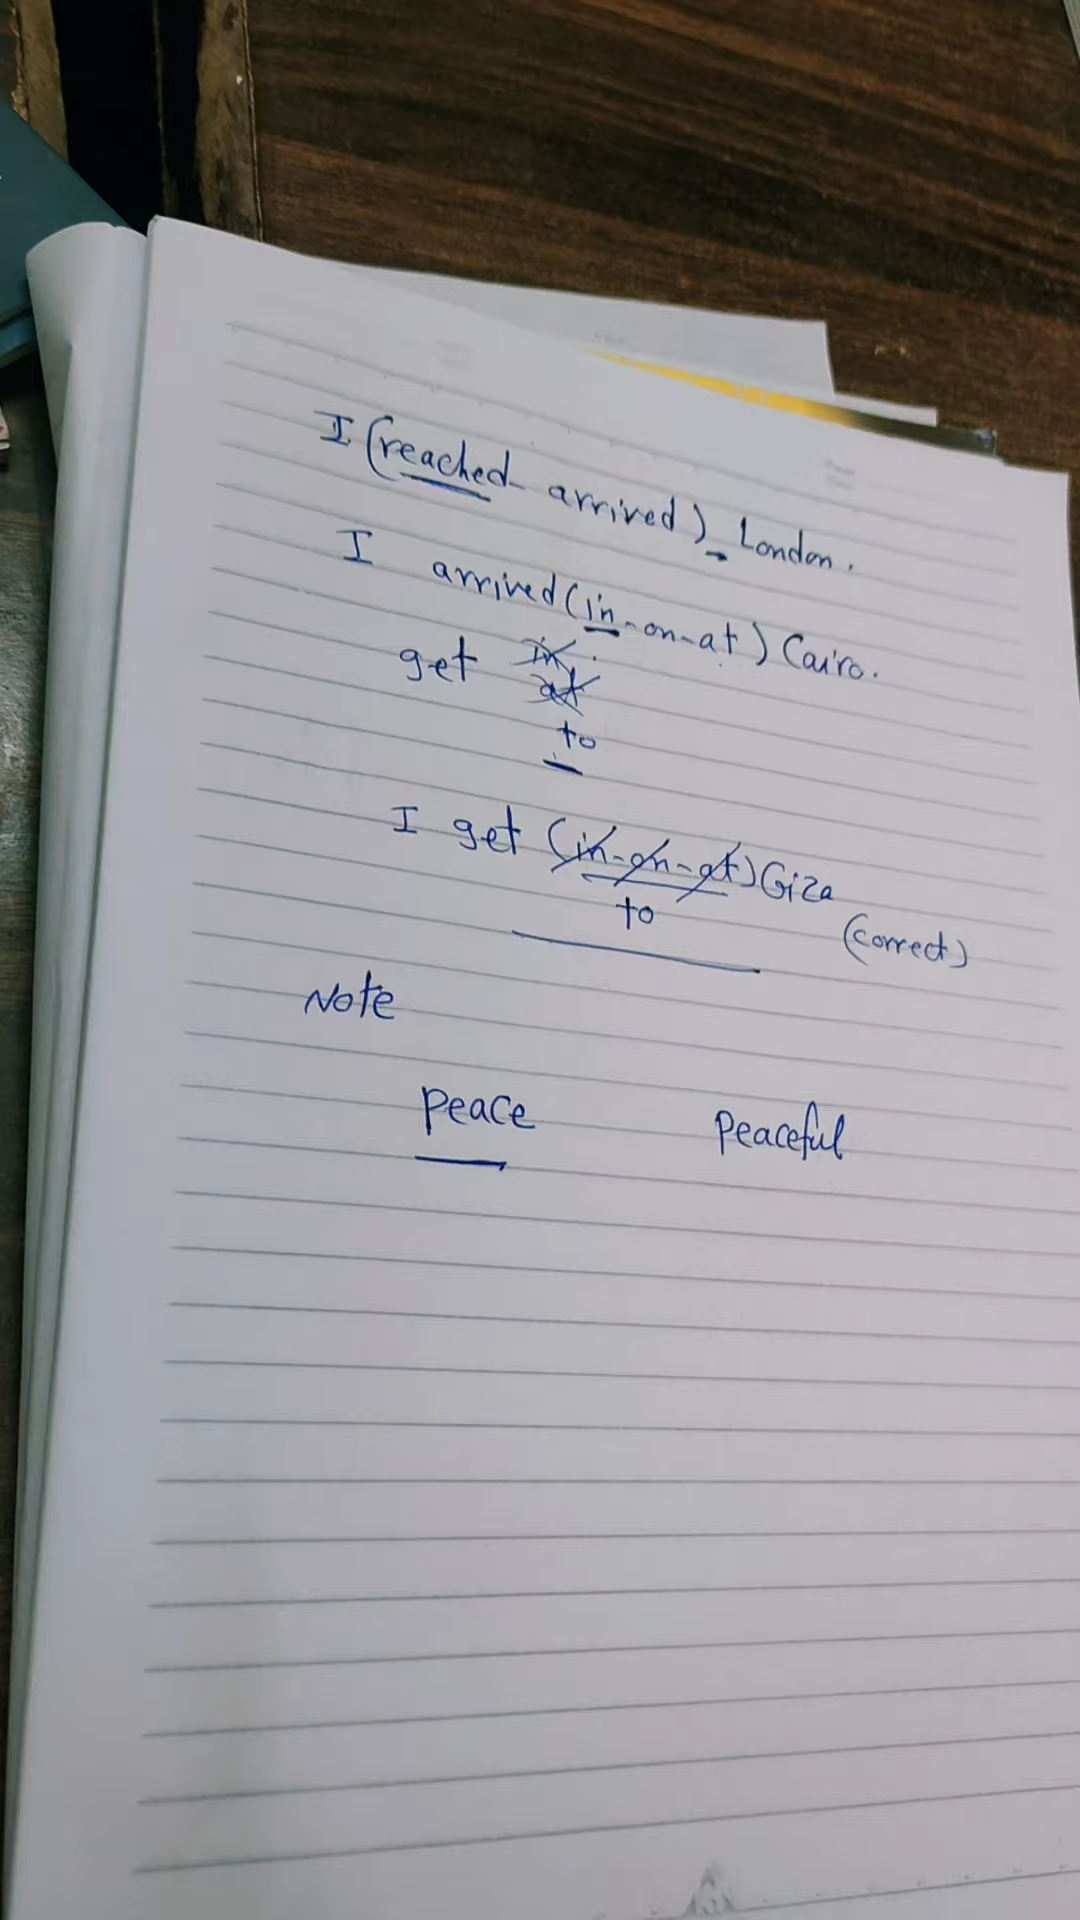 I (reached - arrived) _ London.
I arrived (in - on - at) Cairo.
get in
at
to
I get (in - on - at) Giza
to
(correct)
Note
peace peaceful